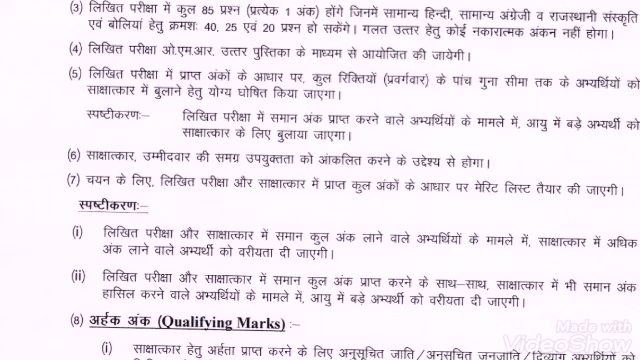 (3) लिखित परीक्षा में कुल 85 प्रश्न (प्रत्येक 1 अंक) होंगे जिनमें सामान्य हिन्दी, सामान्य अंग्रेजी व राजस्थानी संस्कृति
एवं बोलियां हेतु क्रमशः 40, 25 एवं 20 प्रश्न हो सकेंगे। गलत उत्तर हेतु कोई नकारात्मक अंकन नहीं होगा।
(4) लिखित परीक्षा ओ.एम.आर. उत्तर पुस्तिका के माध्यम से आयोजित की जायेगी।
(5) लिखित परीक्षा में प्राप्त अंकों के आधार पर, कुल रिक्तियों (प्रवर्गवार) के पांच गुना सीमा तक के अभ्यर्थियों को
साक्षात्कार में बुलाने हेतु योग्य घोषित किया जाएगा।
स्पष्टीकरणः– लिखित परीक्षा में समान अंक प्राप्त करने वाले अभ्यर्थियों के मामले में, आयु में बड़े अभ्यर्थी को
साक्षात्कार के लिए बुलाया जाएगा।
(6) साक्षात्कार, उम्मीदवार की समग्र उपयुक्तता को आंकलित करने के उद्देश्य से होगा।
(7) चयन के लिए, लिखित परीक्षा और साक्षात्कार में प्राप्त कुल अंकों के आधार पर मेरिट लिस्ट तैयार की जाएगी।
स्पष्टीकरणः–
(i) लिखित परीक्षा और साक्षात्कार में समान कुल अंक लाने वाले अभ्यर्थियों के मामले में, साक्षात्कार में अधिक
अंक लाने वाले अभ्यर्थी को वरीयता दी जाएगी।
(ii) लिखित परीक्षा और साक्षात्कार में समान कुल अंक प्राप्त करने के साथ–साथ, साक्षात्कार में भी समान अंक
हासिल करने वाले अभ्यर्थियों के मामले में, आयु में बड़े अभ्यर्थी को वरीयता दी जाएगी।
(8) अर्हक अंक (Qualifying Marks) :–
(i) साक्षात्कार हेतु अर्हता प्राप्त करने के लिए अनुसूचित जाति/अनुसूचित जनजाति/दिव्यांग अभ्यर्थियों को
Made with
VideoShow